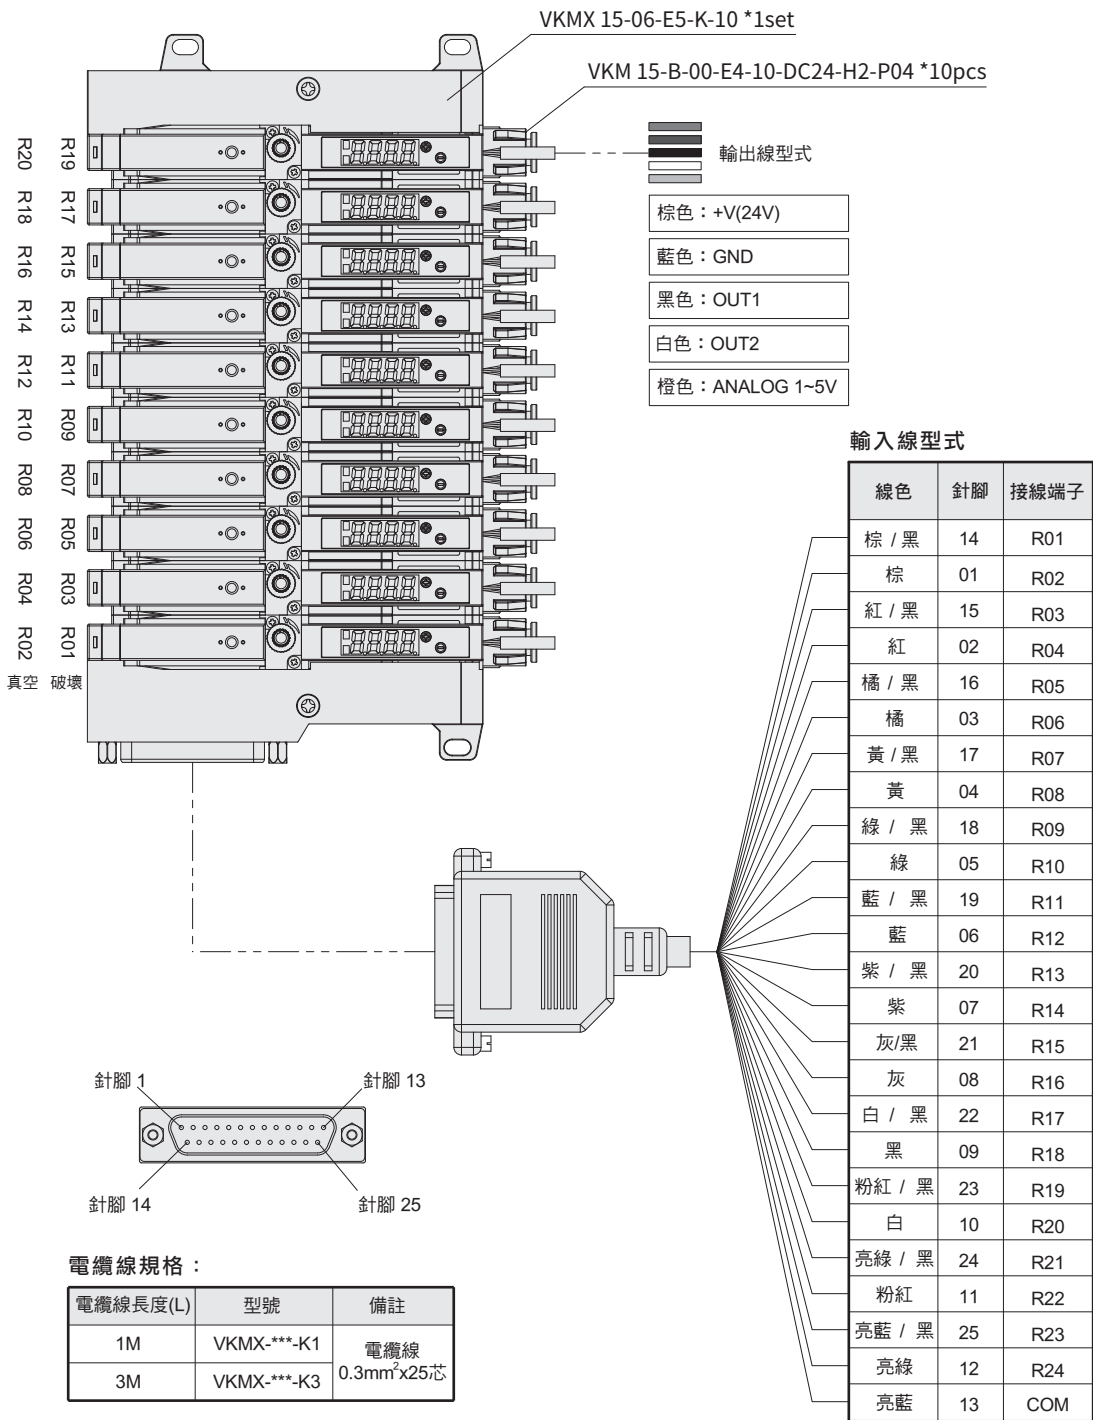 VKMX 15-06-E5-K-10 *1set
VKM 15-B-00-E4-10-DC24-H2-P04 *10pcs
R20 R19
R18 R17
R16 R15
R14 R13
R12 R11
R10 R09
R08 R07
R06 R05
R04 R03
R02 R01
真空 破壞
輸出線型式
棕色：+V(24V)
藍色：GND
黑色：OUT1
白色：OUT2
橙色：ANALOG 1~5V
輸入線型式
線色 針腳 接線端子
棕 / 黑 14 R01
棕 01 R02
紅 / 黑 15 R03
紅 02 R04
橘 / 黑 16 R05
橘 03 R06
黃 / 黑 17 R07
黃 04 R08
綠 / 黑 18 R09
綠 05 R10
藍 / 黑 19 R11
藍 06 R12
紫 / 黑 20 R13
紫 07 R14
灰/黑 21 R15
灰 08 R16
白 / 黑 22 R17
黑 09 R18
粉紅 / 黑 23 R19
白 10 R20
亮綠 / 黑 24 R21
粉紅 11 R22
亮藍 / 黑 25 R23
亮綠 12 R24
亮藍 13 COM
針腳 1
針腳 13
針腳 14
針腳 25
電纜線規格：
電纜線長度(L) 型號 備註
1M VKMX-***-K1 電纜線
3M VKMX-***-K3 0.3mm²x25芯